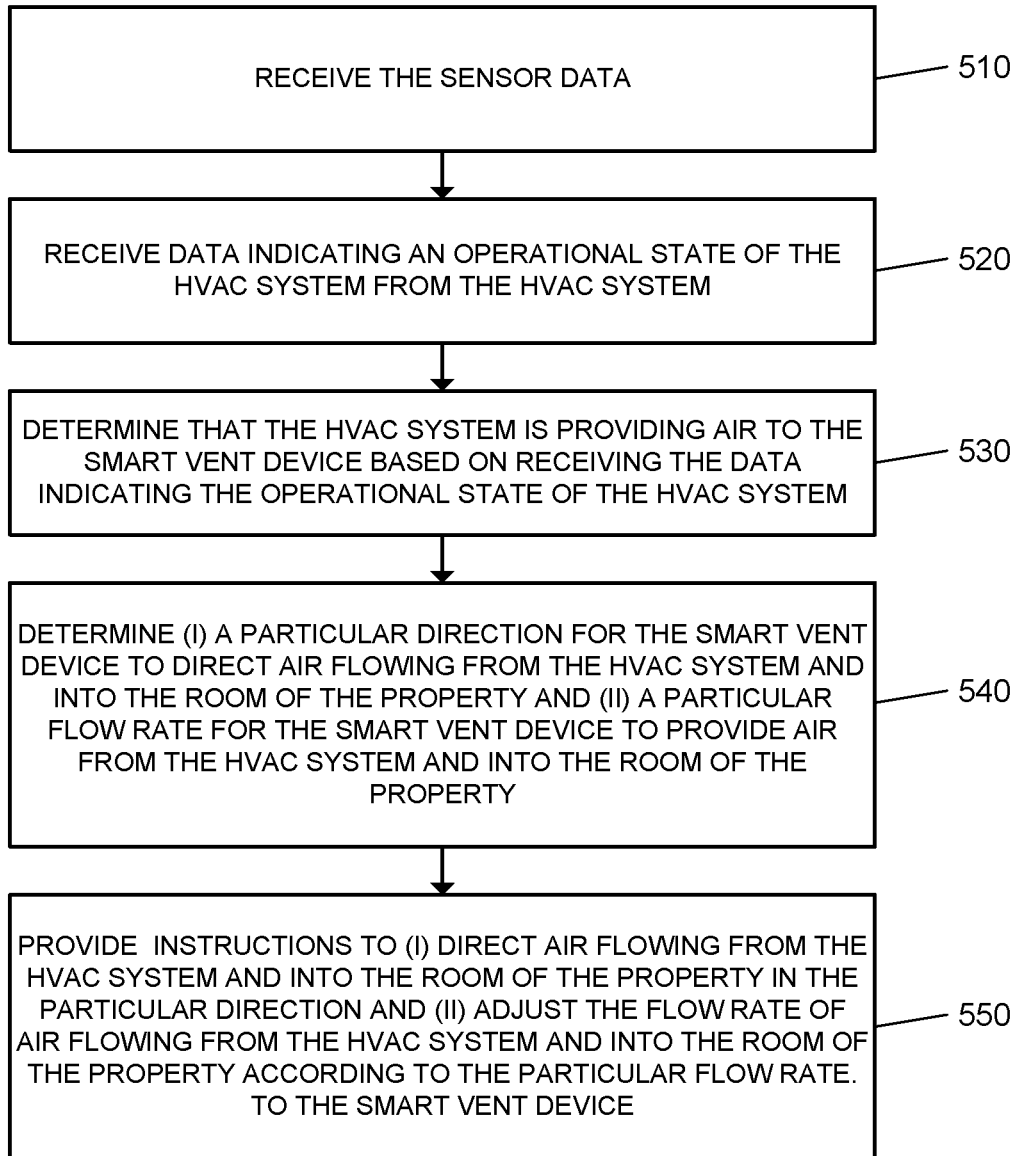 RECEIVE THE SENSOR DATA
510
RECEIVE DATA INDICATING AN OPERATIONAL STATE OF THE
HVAC SYSTEM FROM THE HVAC SYSTEM
520
DETERMINE THAT THE HVAC SYSTEM IS PROVIDING AIR TO THE
SMART VENT DEVICE BASED ON RECEIVING THE DATA
INDICATING THE OPERATIONAL STATE OF THE HVAC SYSTEM
530
DETERMINE (I) A PARTICULAR DIRECTION FOR THE SMART VENT
DEVICE TO DIRECT AIR FLOWING FROM THE HVAC SYSTEM AND
INTO THE ROOM OF THE PROPERTY AND (II) A PARTICULAR
FLOW RATE FOR THE SMART VENT DEVICE TO PROVIDE AIR
FROM THE HVAC SYSTEM AND INTO THE ROOM OF THE
PROPERTY
540
PROVIDE INSTRUCTIONS TO (I) DIRECT AIR FLOWING FROM THE
HVAC SYSTEM AND INTO THE ROOM OF THE PROPERTY IN THE
PARTICULAR DIRECTION AND (II) ADJUST THE FLOW RATE OF
AIR FLOWING FROM THE HVAC SYSTEM AND INTO THE ROOM OF
THE PROPERTY ACCORDING TO THE PARTICULAR FLOW RATE.
TO THE SMART VENT DEVICE
550